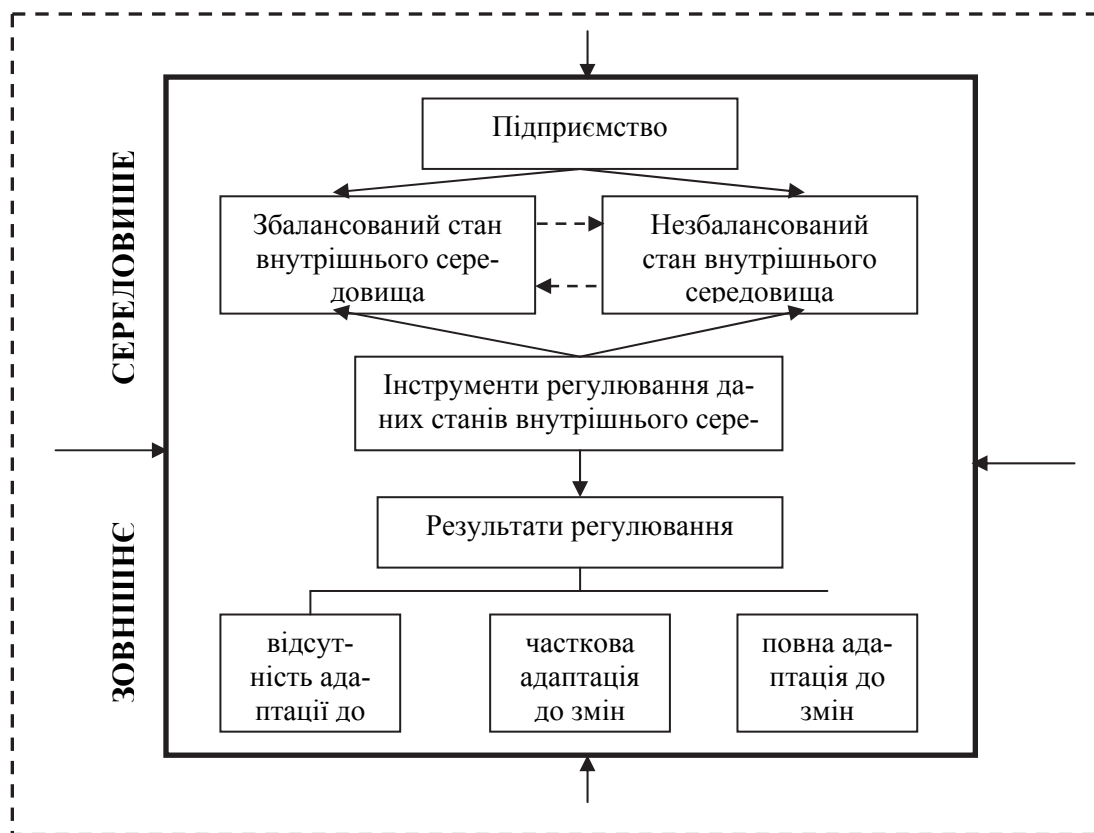 Підприємство
Збалансований стан
внутрішнього сере-
довища
Незбалансований
стан внутрішнього
середовища
Інструменти регулювання да-
них станів внутрішнього сере-
Результати регулювання
відсут-
ність ада-
птації до
часткова
адаптація
до змін
повна ада-
птація до
змін
ЗОВНІШНЄ
СЕРЕДОВИШЕ